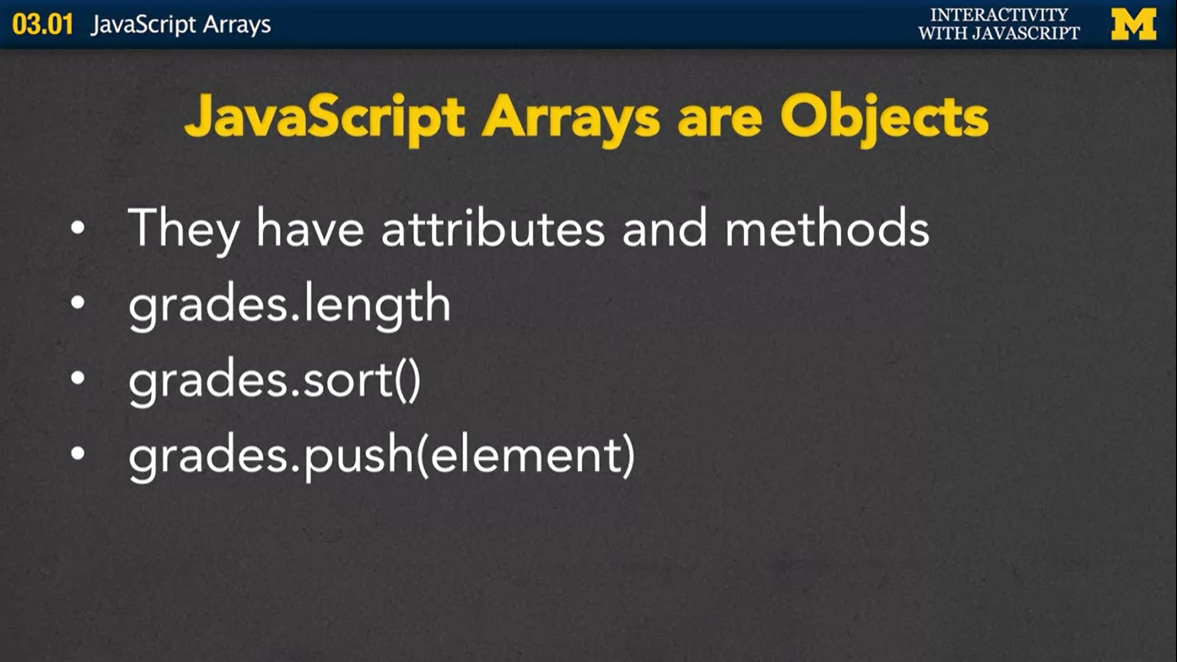 03.01 JavaScript Arrays
INTERACTIVITY
WITH JAVASCRIPT
M
JavaScript Arrays are Objects
• They have attributes and methods
• grades.length
• grades.sort()
• grades.push(element)